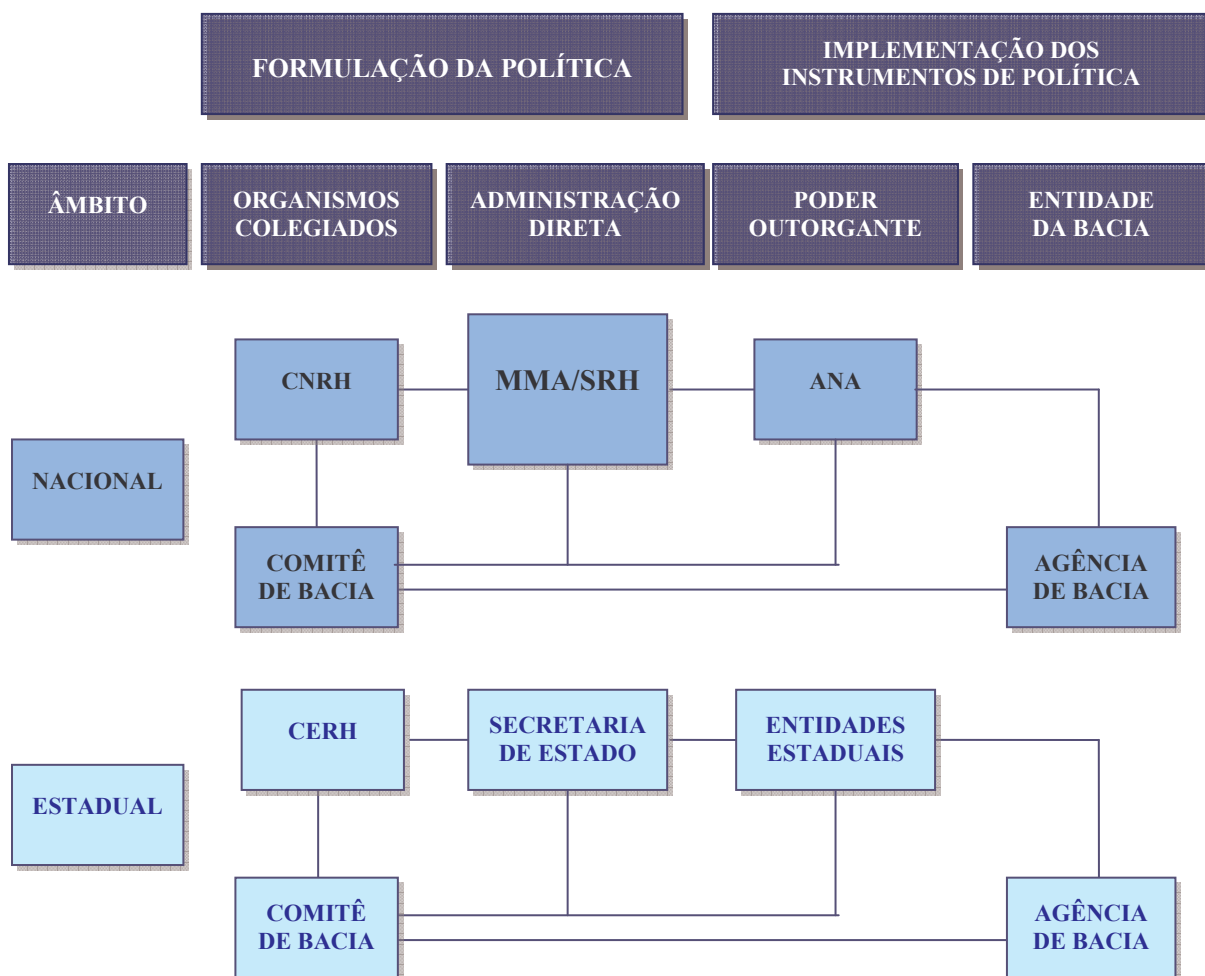 FORMULAÇÃO DA POLÍTICA
IMPLEMENTAÇÃO DOS
INSTRUMENTOS DE POLÍTICA
ÂMBITO
ORGANISMOS
COLEGIADOS
ADMINISTRAÇÃO
DIRETA
PODER
OUTORGANTE
ENTIDADE
DA BACIA
CNRH
MMA/SRH
ANA
NACIONAL
COMITÊ
DE BACIA
AGÊNCIA
DE BACIA
CERH
SECRETARIA
DE ESTADO
ENTIDADES
ESTADUAIS
ESTADUAL
COMITÊ
DE BACIA
AGÊNCIA
DE BACIA